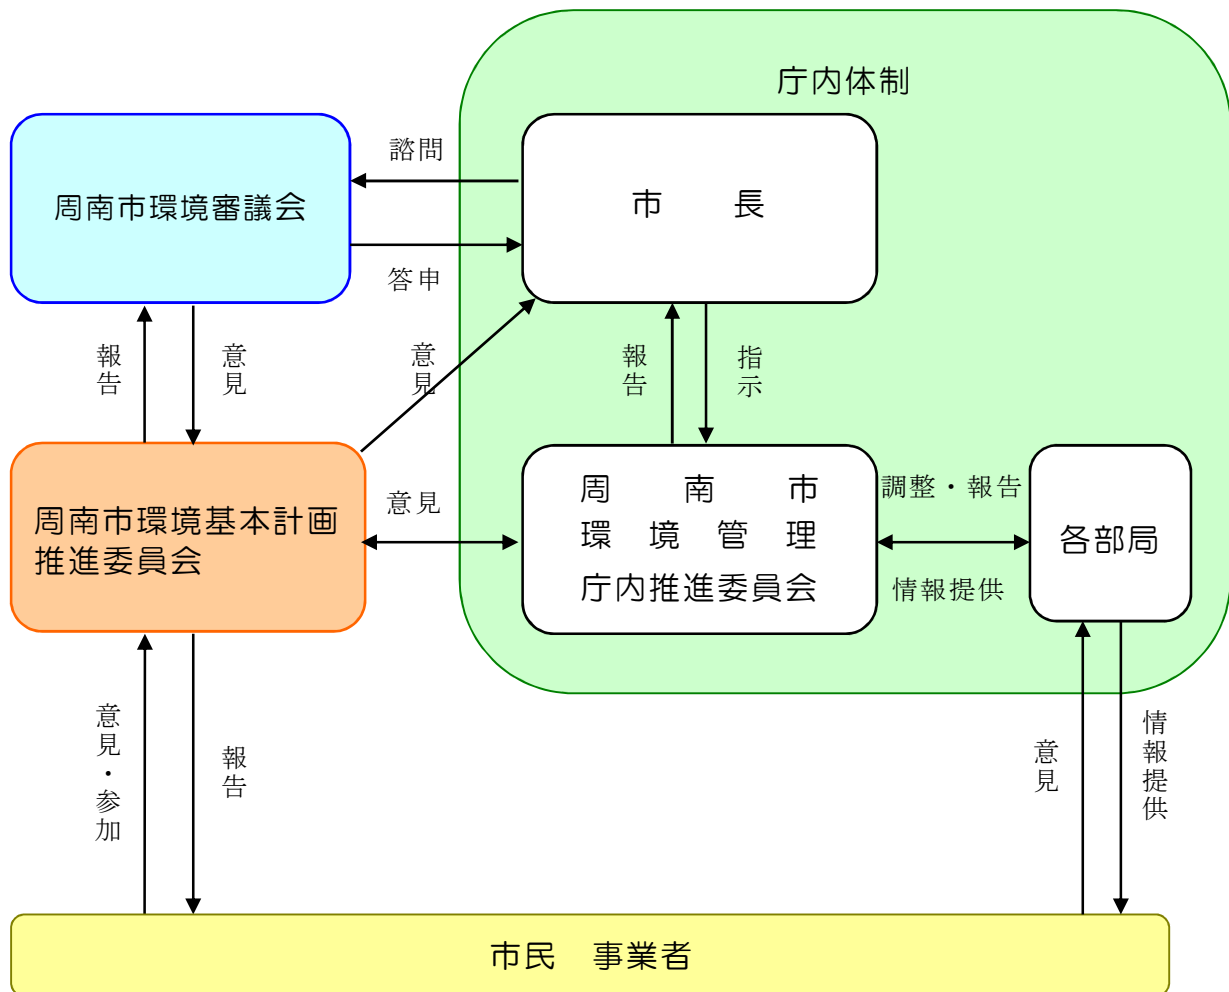 庁内体制
諮問
周南市環境審議会
市　長
答申
報告
意見
意見
報告
指示
周南市環境基本計画
推進委員会
意見
周南市
環境管理
庁内推進委員会
調整・報告
情報提供
各部局
意見・参加
報告
意見
情報提供
市民　事業者